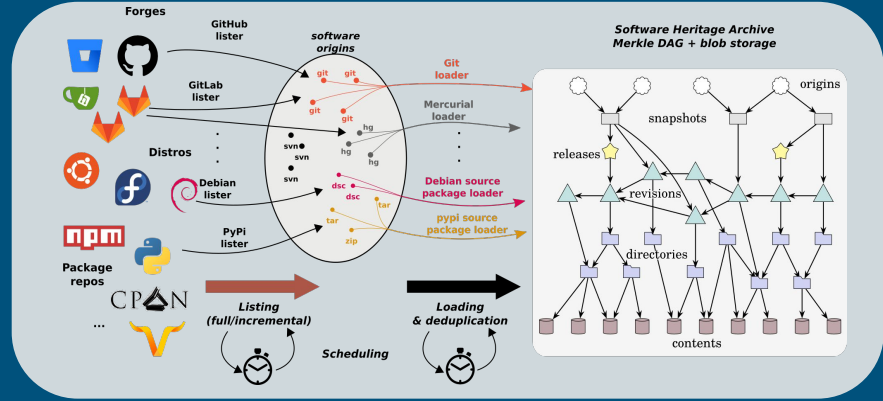 Forges
GitHub
lister
GitLab
lister
Distros
Debian
lister
npm
PyPi
lister
Package
repos
CPAN
...
software
origins
git
git
git
git
hg
hg
hg
svn
svn
svn
dsc
dsc
tar
tar
zip
Git
loader
Mercurial
loader
Debian source
package loader
pypi source
package loader
Listing
(full/incremental)
Loading
& deduplication
Scheduling
Software Heritage Archive
Merkle DAG + blob storage
origins
snapshots
releases
revisions
directories
contents